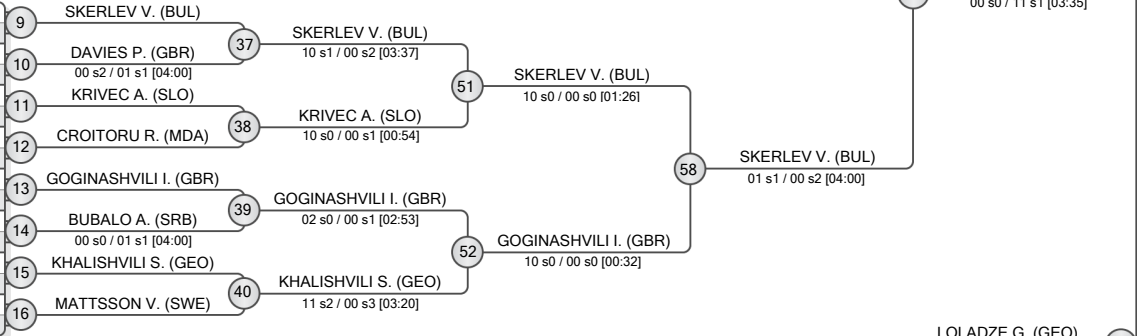 00 s0 / 11 s1 [03:35]
SKERLEV V. (BUL)
9
SKERLEV V. (BUL)
37
10 s1 / 00 s2 [03:37]
DAVIES P. (GBR)
10
00 s2 / 01 s1 [04:00]
SKERLEV V. (BUL)
51
10 s0 / 00 s0 [01:26]
KRIVEC A. (SLO)
11
KRIVEC A. (SLO)
38
10 s0 / 00 s1 [00:54]
CROITORU R. (MDA)
12
SKERLEV V. (BUL)
58
01 s1 / 00 s2 [04:00]
GOGINASHVILI I. (GBR)
13
GOGINASHVILI I. (GBR)
39
02 s0 / 00 s1 [02:53]
BUBALO A. (SRB)
14
00 s0 / 01 s1 [04:00]
GOGINASHVILI I. (GBR)
52
10 s0 / 00 s0 [00:32]
KHALISHVILI S. (GEO)
15
KHALISHVILI S. (GEO)
40
11 s2 / 00 s3 [03:20]
MATTSSON V. (SWE)
16
LOLADZE G. (GEO)